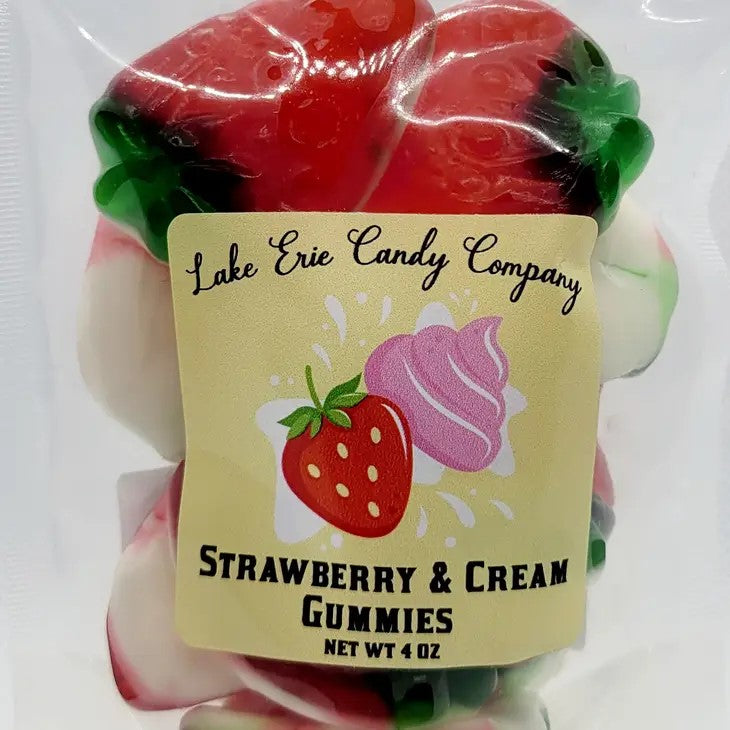 Lake Erie Candy Company
STRAWBERRY & CREAM
GUMMIES
NET WT 4 OZ